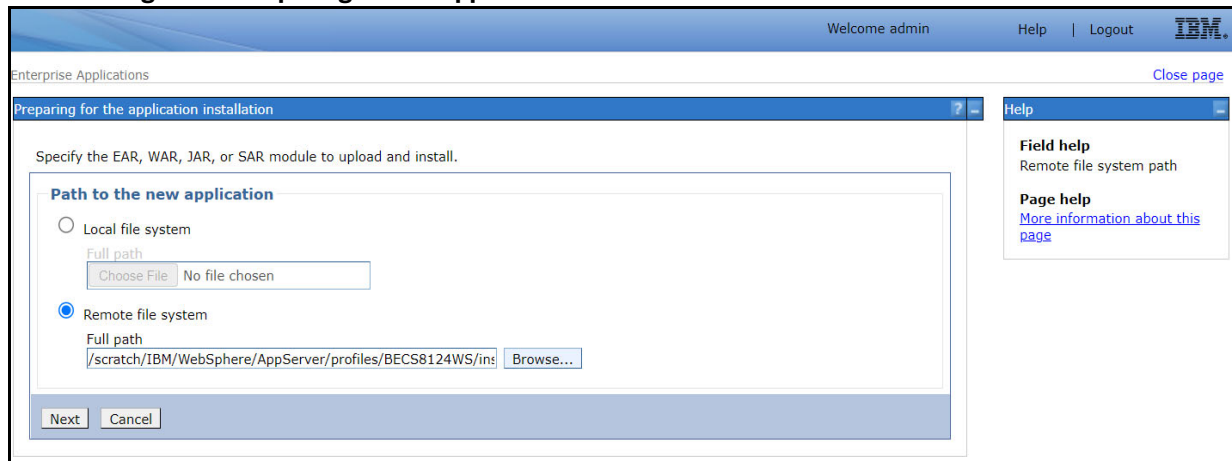 Welcome admin Help | Logout IBM.
Enterprise Applications Close page
Preparing for the application installation ? -
Specify the EAR, WAR, JAR, or SAR module to upload and install.
Path to the new application
Local file system
Full path
Choose File No file chosen
Remote file system
Full path
/scratch/IBM/WebSphere/AppServer/profiles/BECS8124WS/ins Browse...
Next Cancel
Help -
Field help
Remote file system path
Page help
More information about this
page